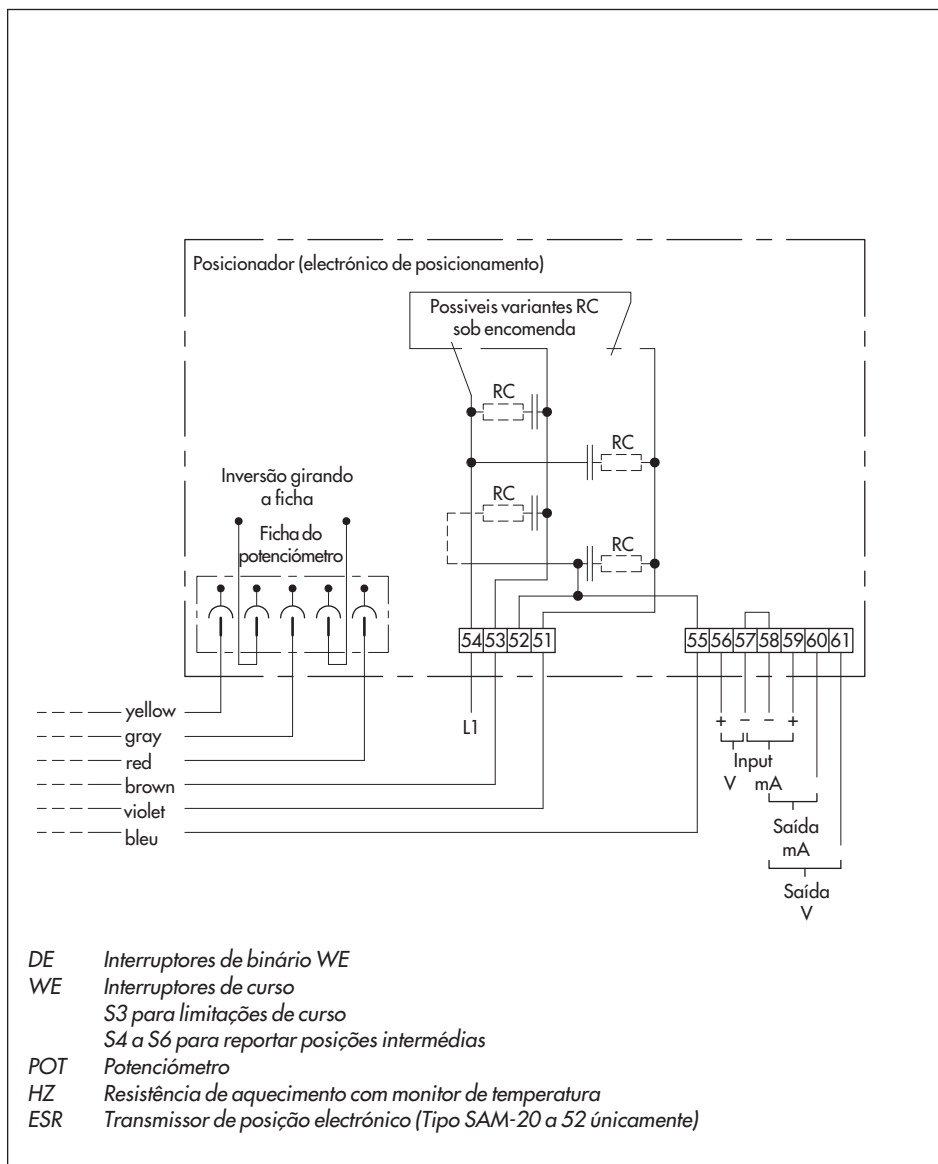 Posicionador (electrónico de posicionamento)
Possiveis variantes RC
sob encomenda
RC
RC
RC
RC
Inversão girando
a ficha
Ficha do
potenciómetro
54 53 52 51
55 56 57 58 59 60 61
yellow
gray
red
brown
violet
bleu
L1
+ − − +
Input
V mA
Saída
mA
Saída
V
DE Interruptores de binário WE
WE Interruptores de curso
S3 para limitações de curso
S4 a S6 para reportar posições intermédias
POT Potenciómetro
HZ Resistência de aquecimento com monitor de temperatura
ESR Transmissor de posição electrónico (Tipo SAM-20 a 52 únicamente)